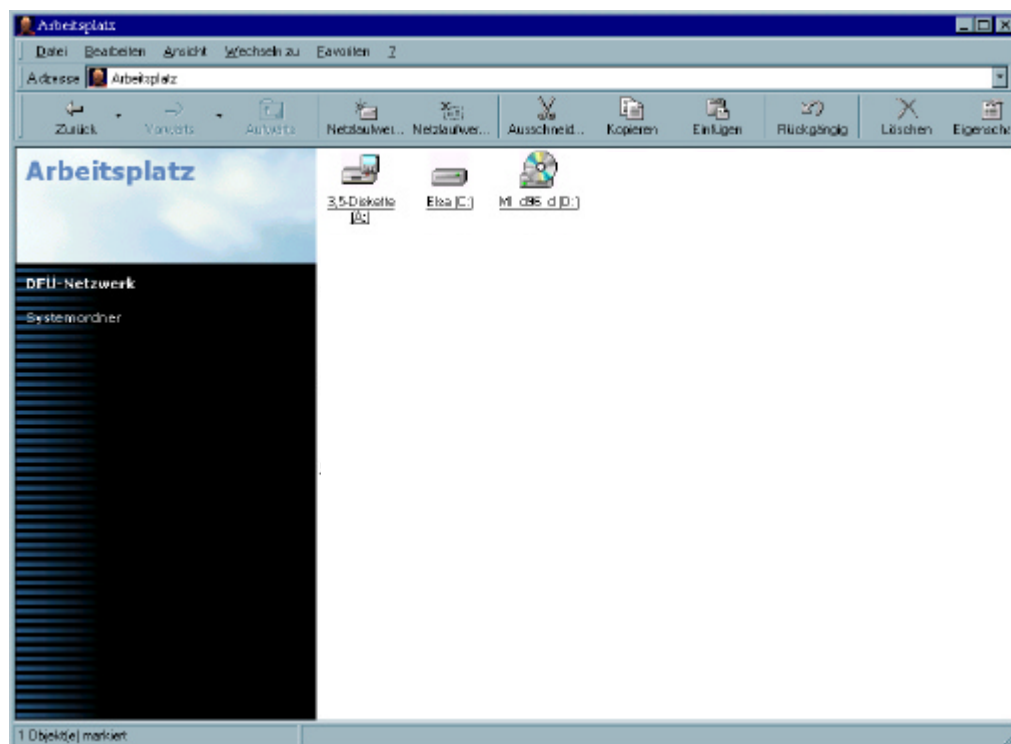 Arbeitsplatz
Datei Bearbeiten Ansicht Wechseln zu Favoriten ?
Adresse Arbeitsplatz
Zurück Vorwärts Aufwärts Netzlaufwer... Netzlaufwer... Ausschneid... Kopieren Einfügen Rückgängig Löschen Eigenscha
Arbeitsplatz
3,5-Diskette Elsa (C:) (D:)
(A:)
DFÜ-Netzwerk
Systemordner
1 Objekt(e) markiert